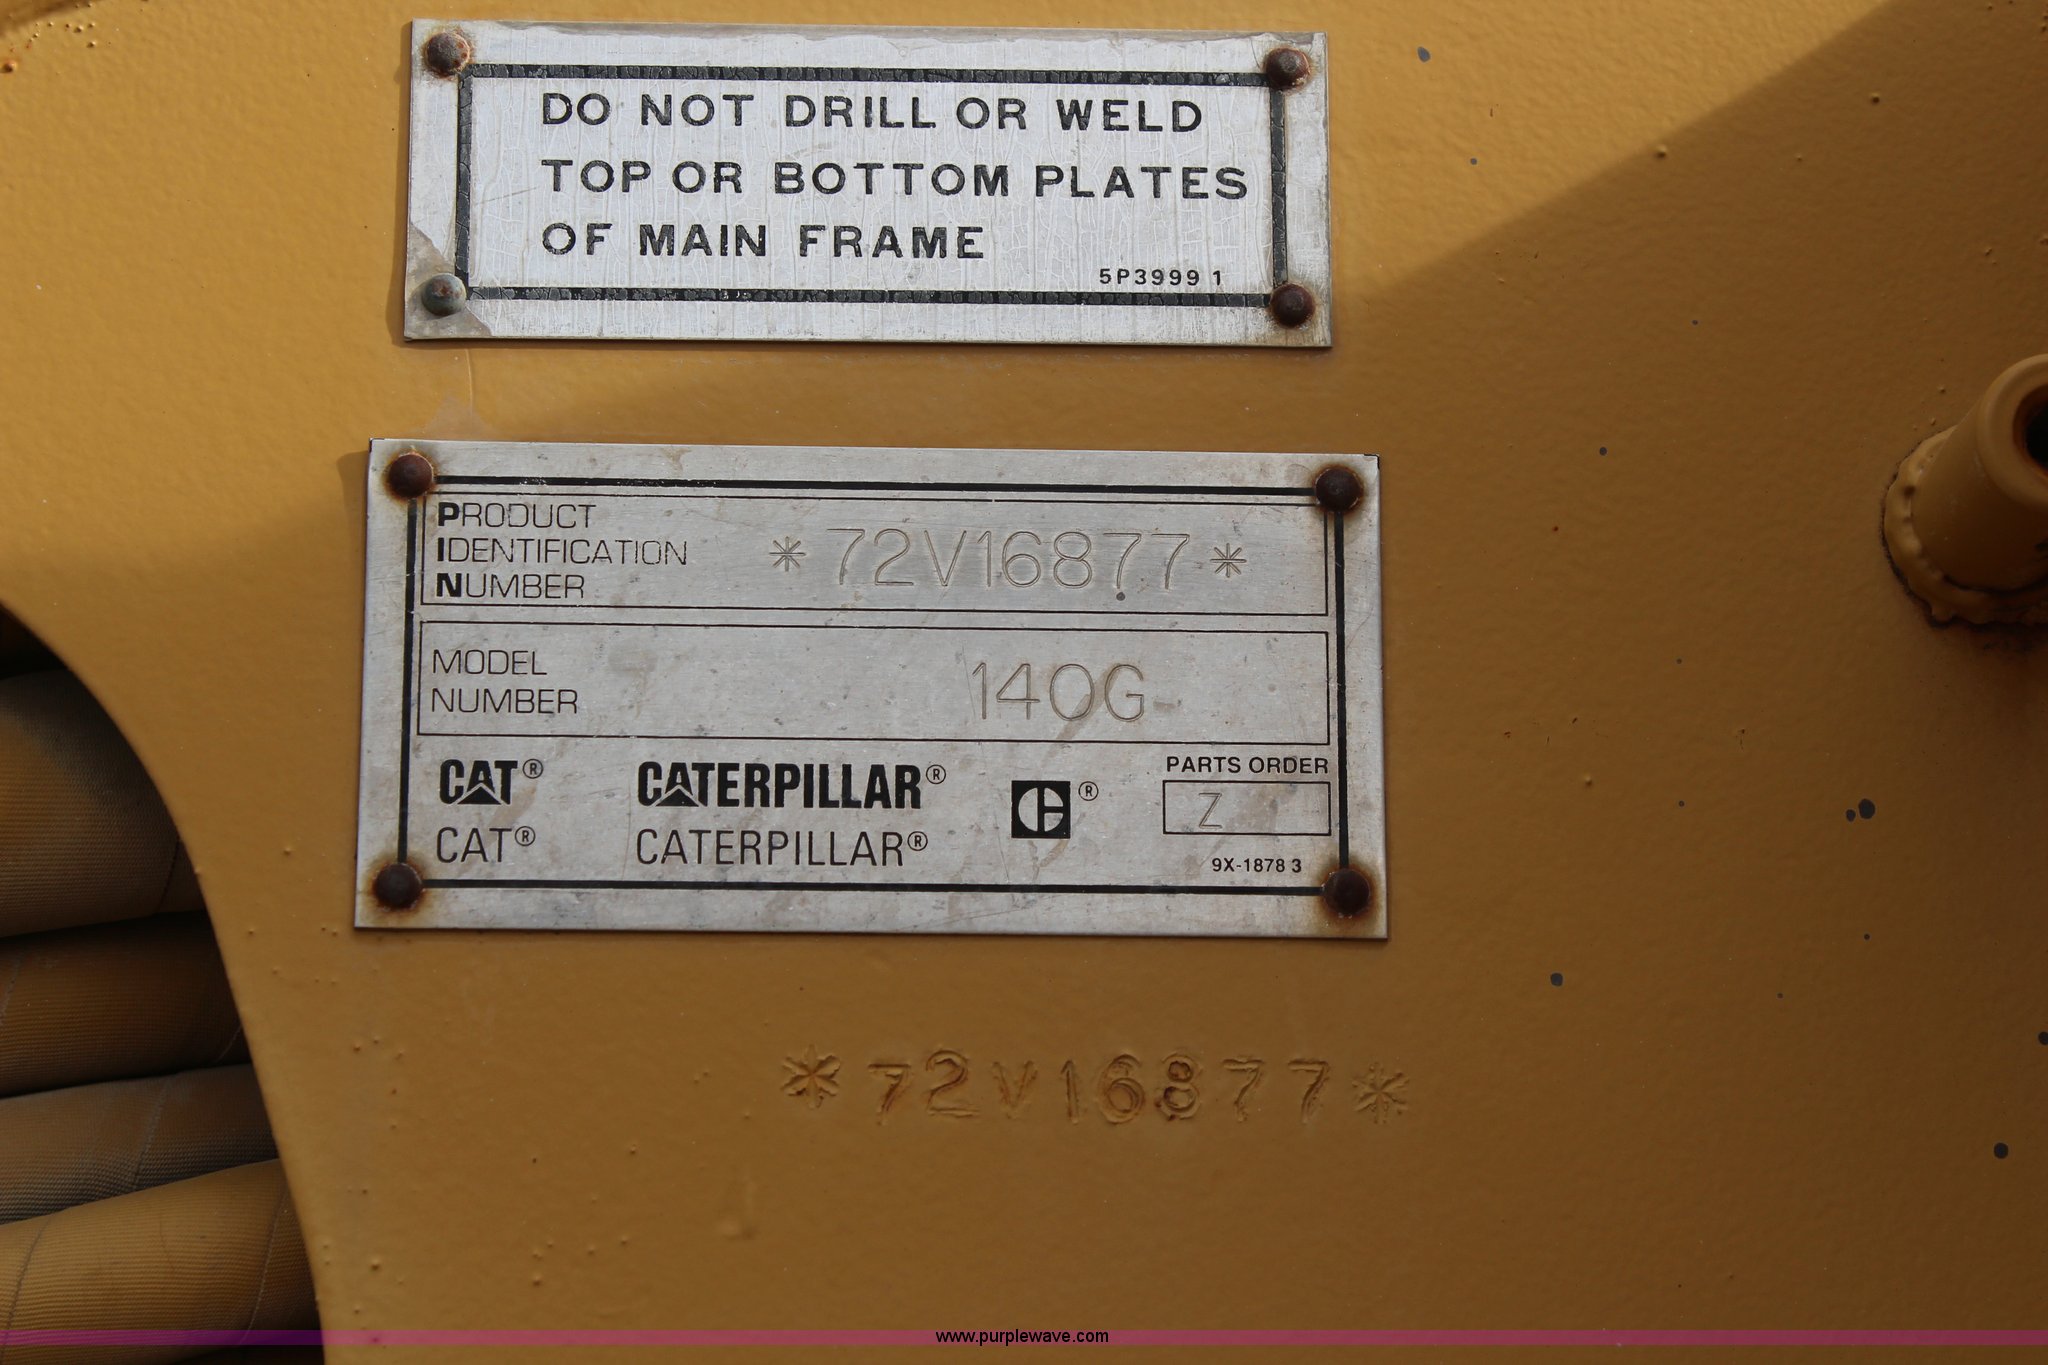 DO NOT DRILL OR WELD
TOP OR BOTTOM PLATES
OF MAIN FRAME
5P3999 1
PRODUCT
IDENTIFICATION
NUMBER
*72V16877*
MODEL
NUMBER
140G
CAT®
CATERPILLAR®
®
CAT®
CATERPILLAR®
PARTS ORDER
Z
9X-1878 3
*72V16877*
www.purplewave.com